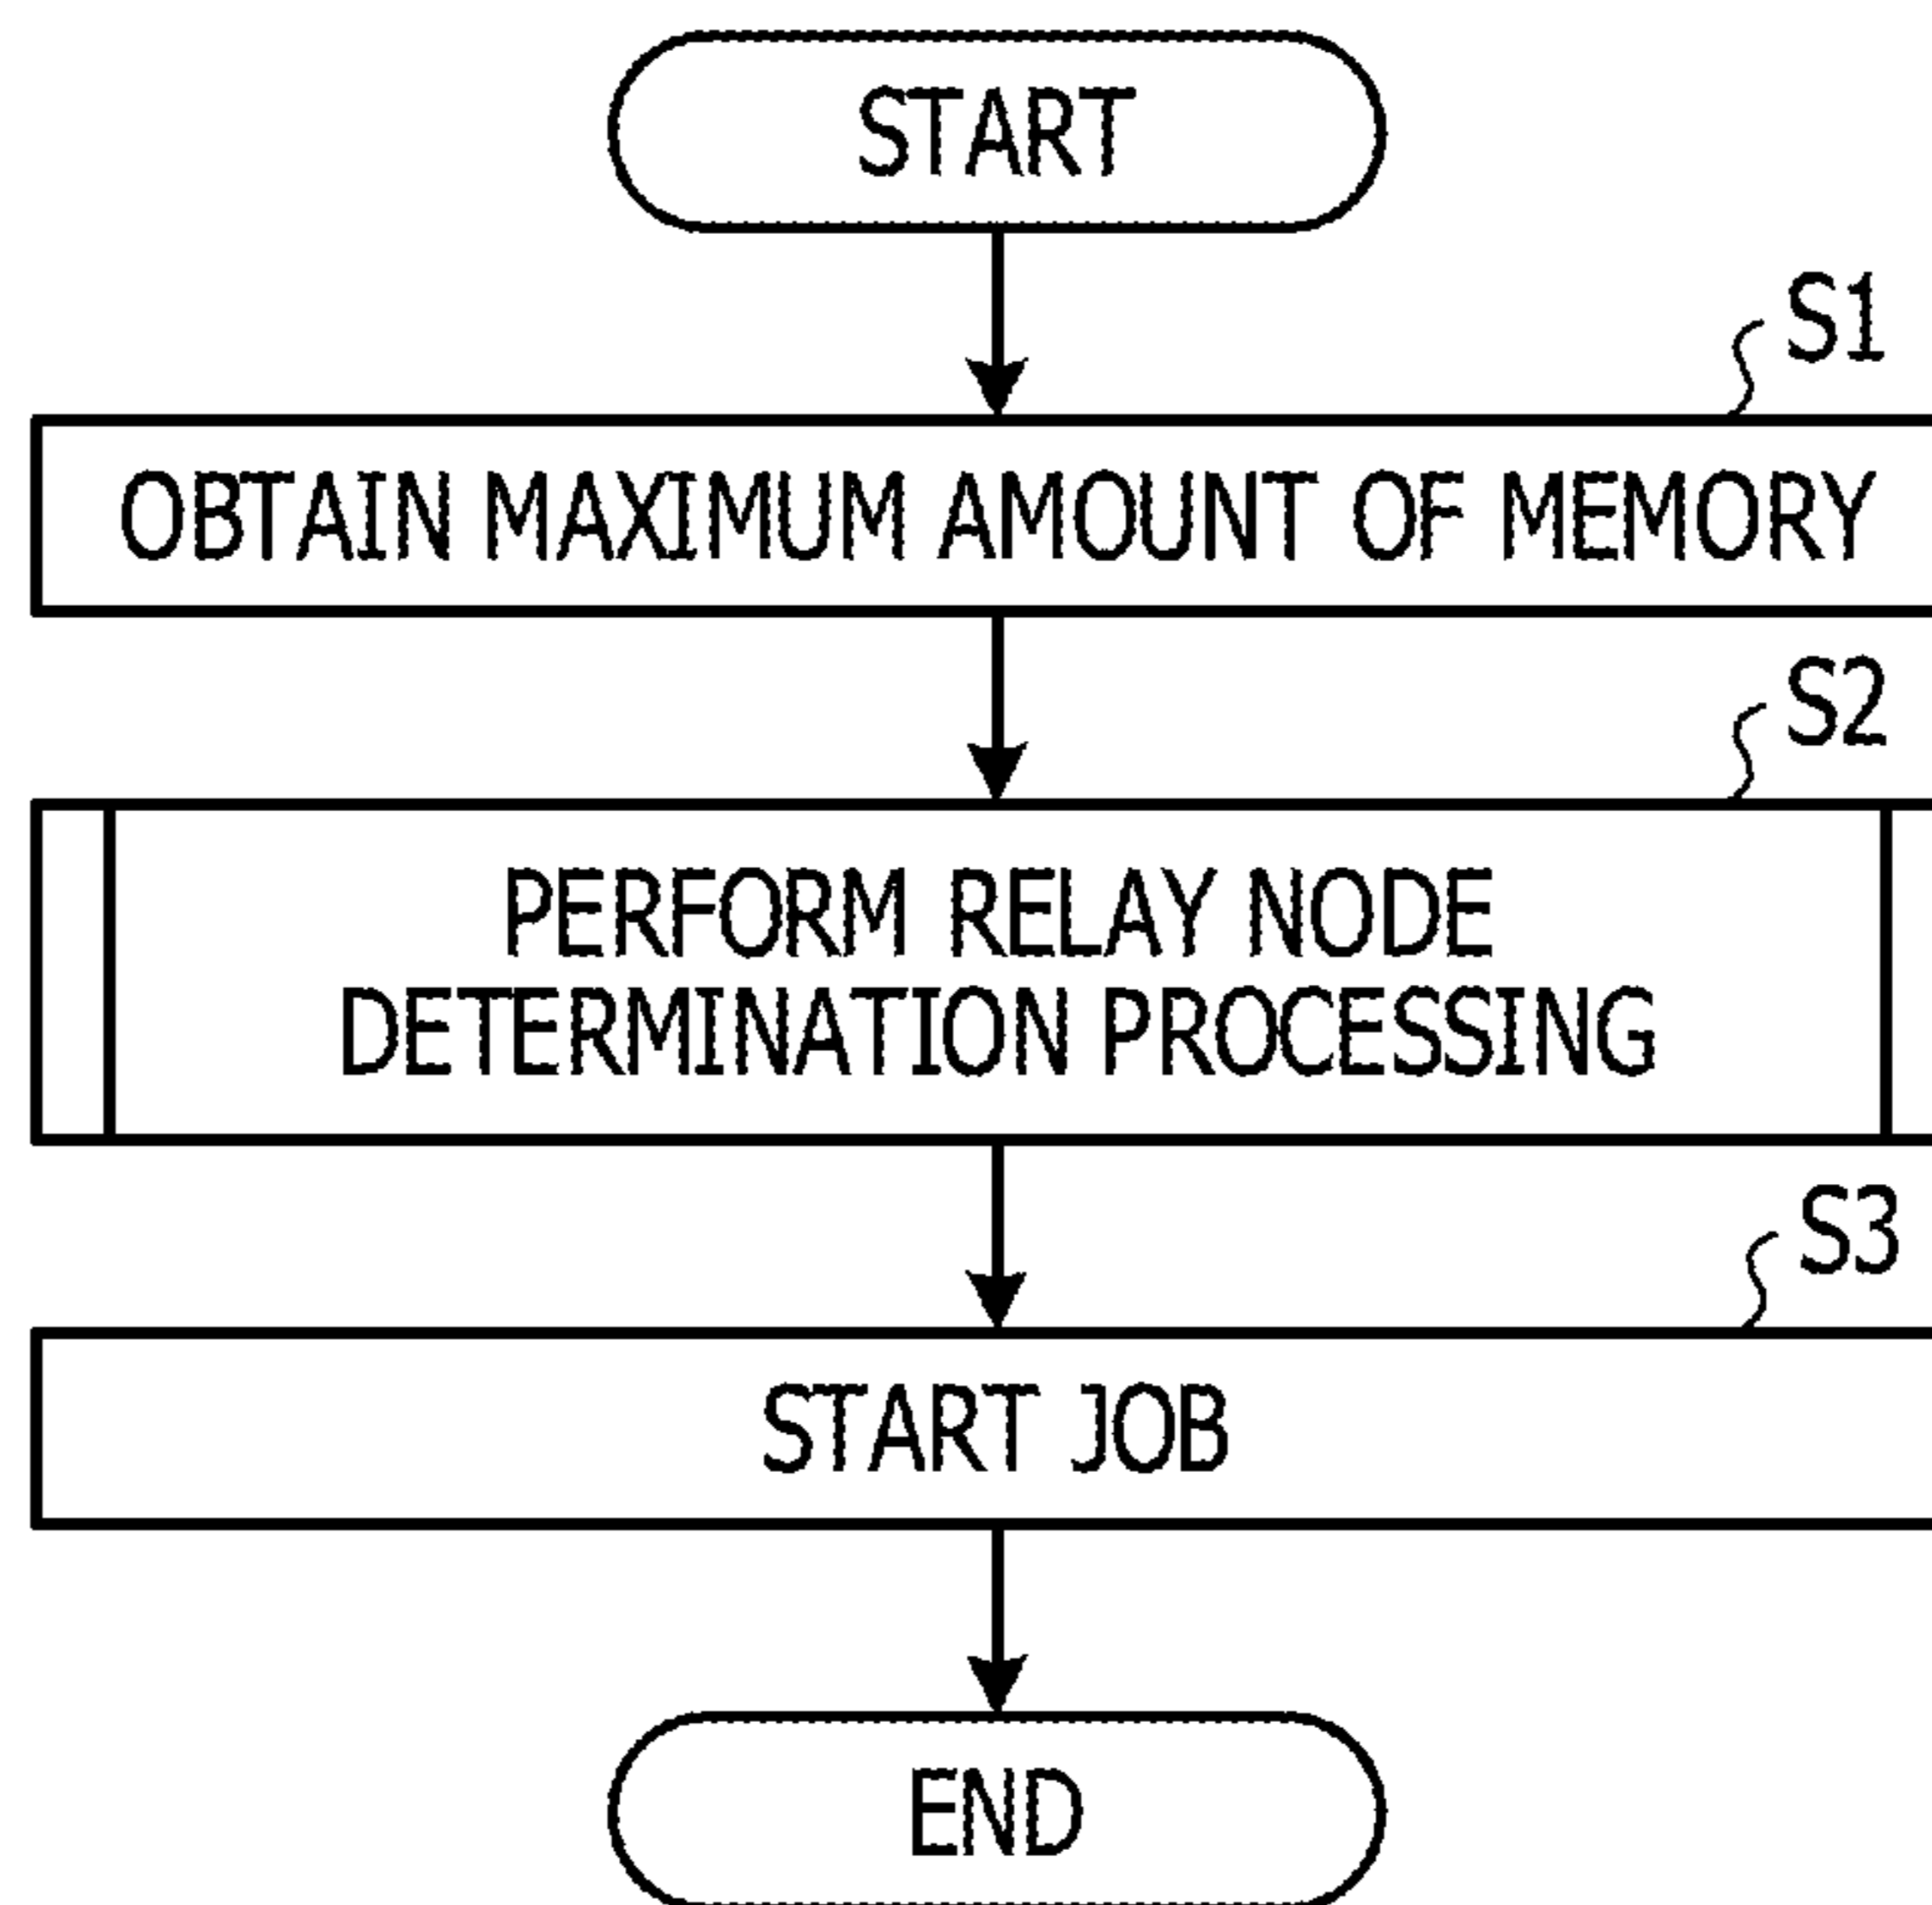 START
S1
OBTAIN MAXIMUM AMOUNT OF MEMORY
S2
PERFORM RELAY NODE
DETERMINATION PROCESSING
S3
START JOB
END